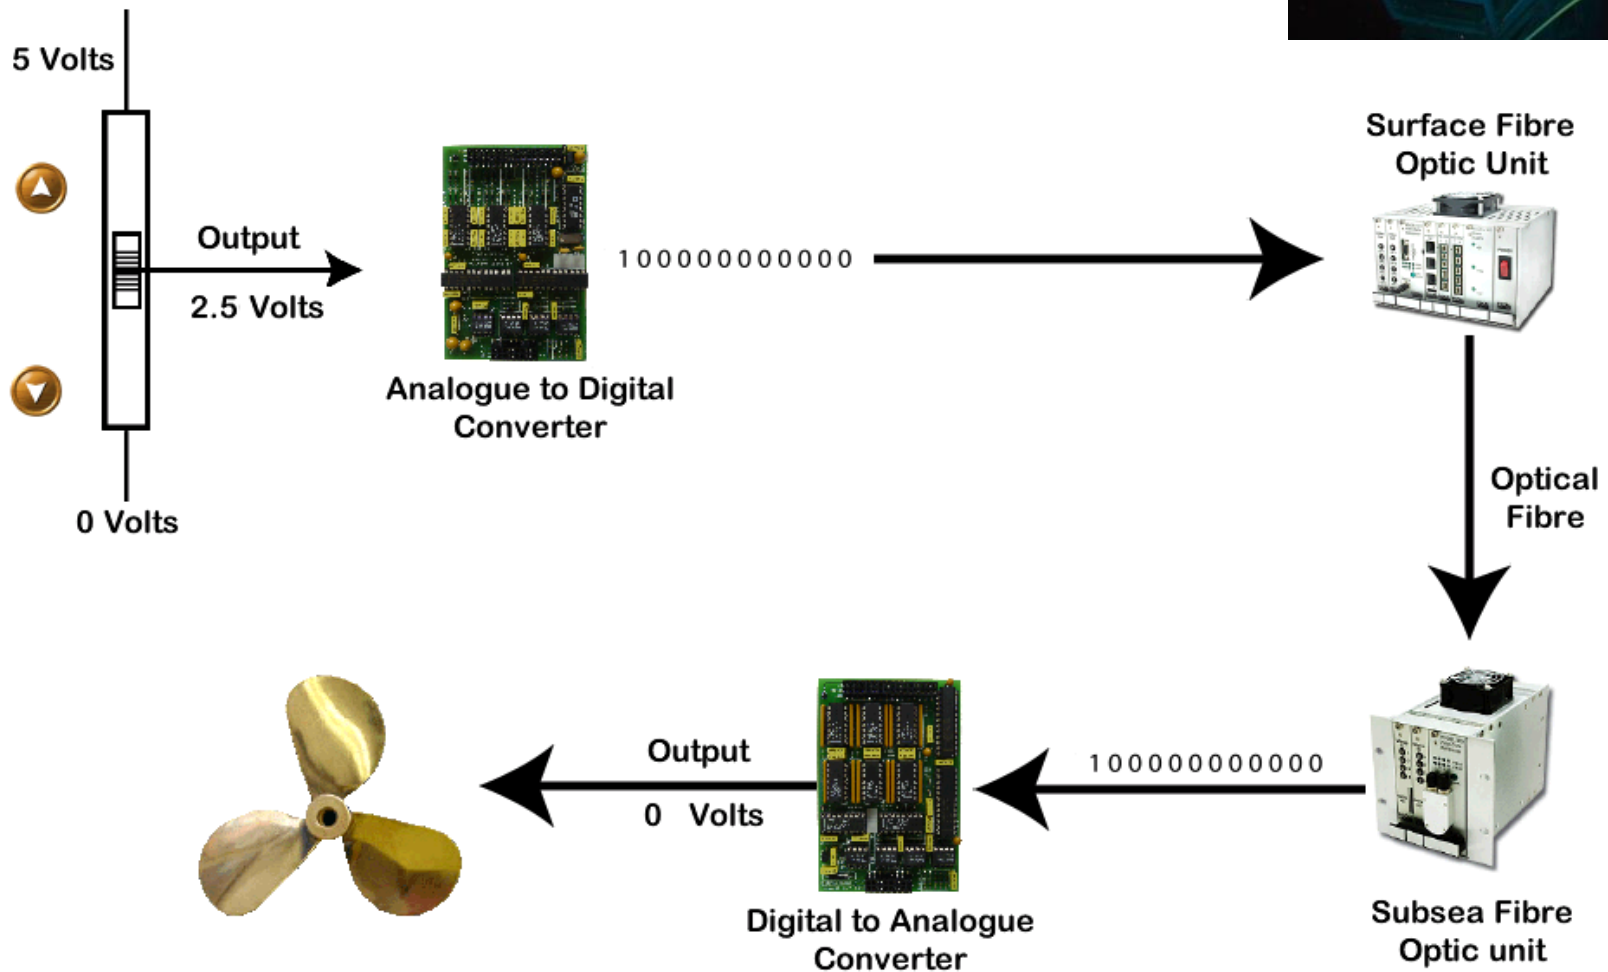 5 Volts
Output
2.5 Volts
0 Volts
Analogue to Digital
Converter
100000000000
Surface Fibre
Optic Unit
Optical
Fibre
Subsea Fibre
Optic unit
100000000000
Digital to Analogue
Converter
Output
0 Volts